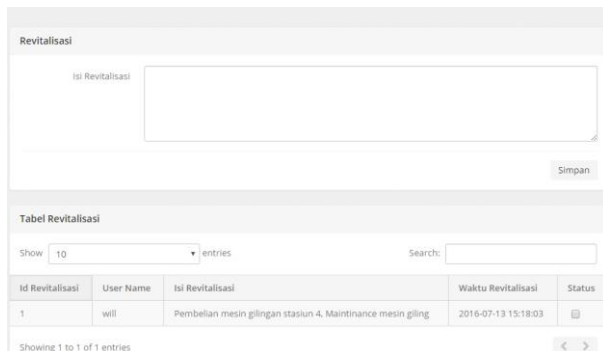 Revitalisasi
Isi Revitalisasi
Simpan
Tabel Revitalisasi
Show 10 entries Search:
Id Revitalisasi User Name Isi Revitalisasi Waktu Revitalisasi Status
1 will Pembelian mesin gilingan stasiun 4, Maintinance mesin giling 2016-07-13 15:18:03
Showing 1 to 1 of 1 entries